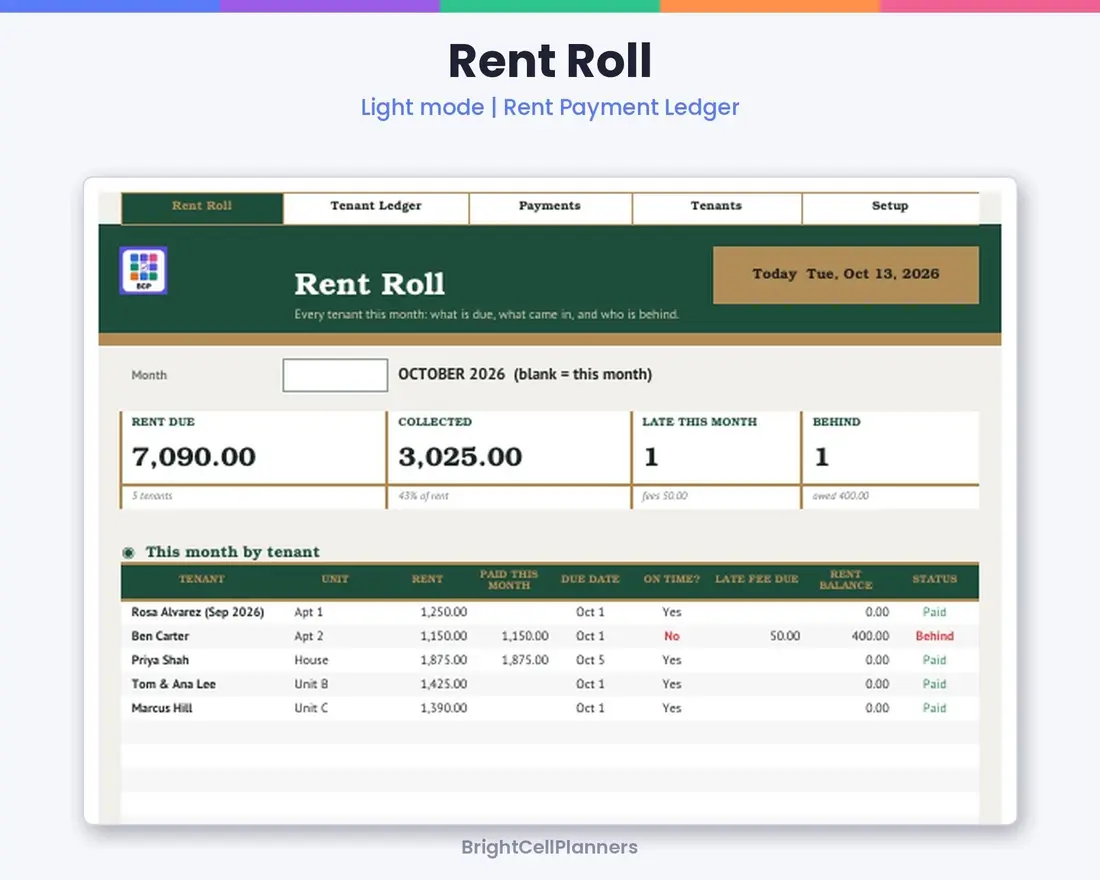 Rent Roll
Light mode | Rent Payment Ledger
Rent Roll Tenant Ledger Payments Tenants Setup
BCP
Rent Roll
Every tenant this month: what is due, what came in, and who is behind.
Today Tue, Oct 13, 2026
Month OCTOBER 2026 (blank = this month)
RENT DUE COLLECTED LATE THIS MONTH BEHIND
7,090.00 3,025.00 1 1
5 tenants 43% of rent fees 50.00 owed 400.00
This month by tenant
TENANT UNIT RENT PAID THIS MONTH DUE DATE ON TIME? LATE FEE DUE RENT BALANCE STATUS
Rosa Alvarez (Sep 2026) Apt 1 1,250.00 Oct 1 Yes 0.00 Paid
Ben Carter Apt 2 1,150.00 1,150.00 Oct 1 No 50.00 400.00 Behind
Priya Shah House 1,875.00 1,875.00 Oct 5 Yes 0.00 Paid
Tom & Ana Lee Unit B 1,425.00 Oct 1 Yes 0.00 Paid
Marcus Hill Unit C 1,390.00 Oct 1 Yes 0.00 Paid
BrightCellPlanners